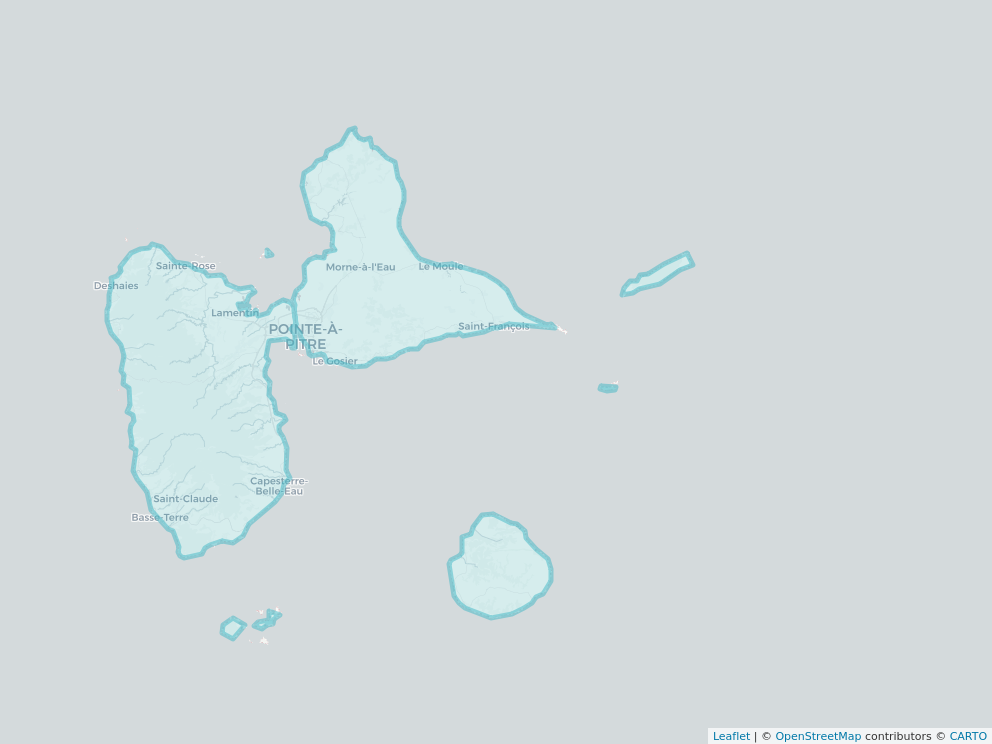 Sainte-Rose
Morne-à-l'Eau
Le Moule
Deshaies
Lamentin
POINTE-À-
PITRE
Saint-François
Le Gosier
Capesterre-
Belle-Eau
Saint-Claude
Basse-Terre
Leaflet | © OpenStreetMap contributors © CARTO